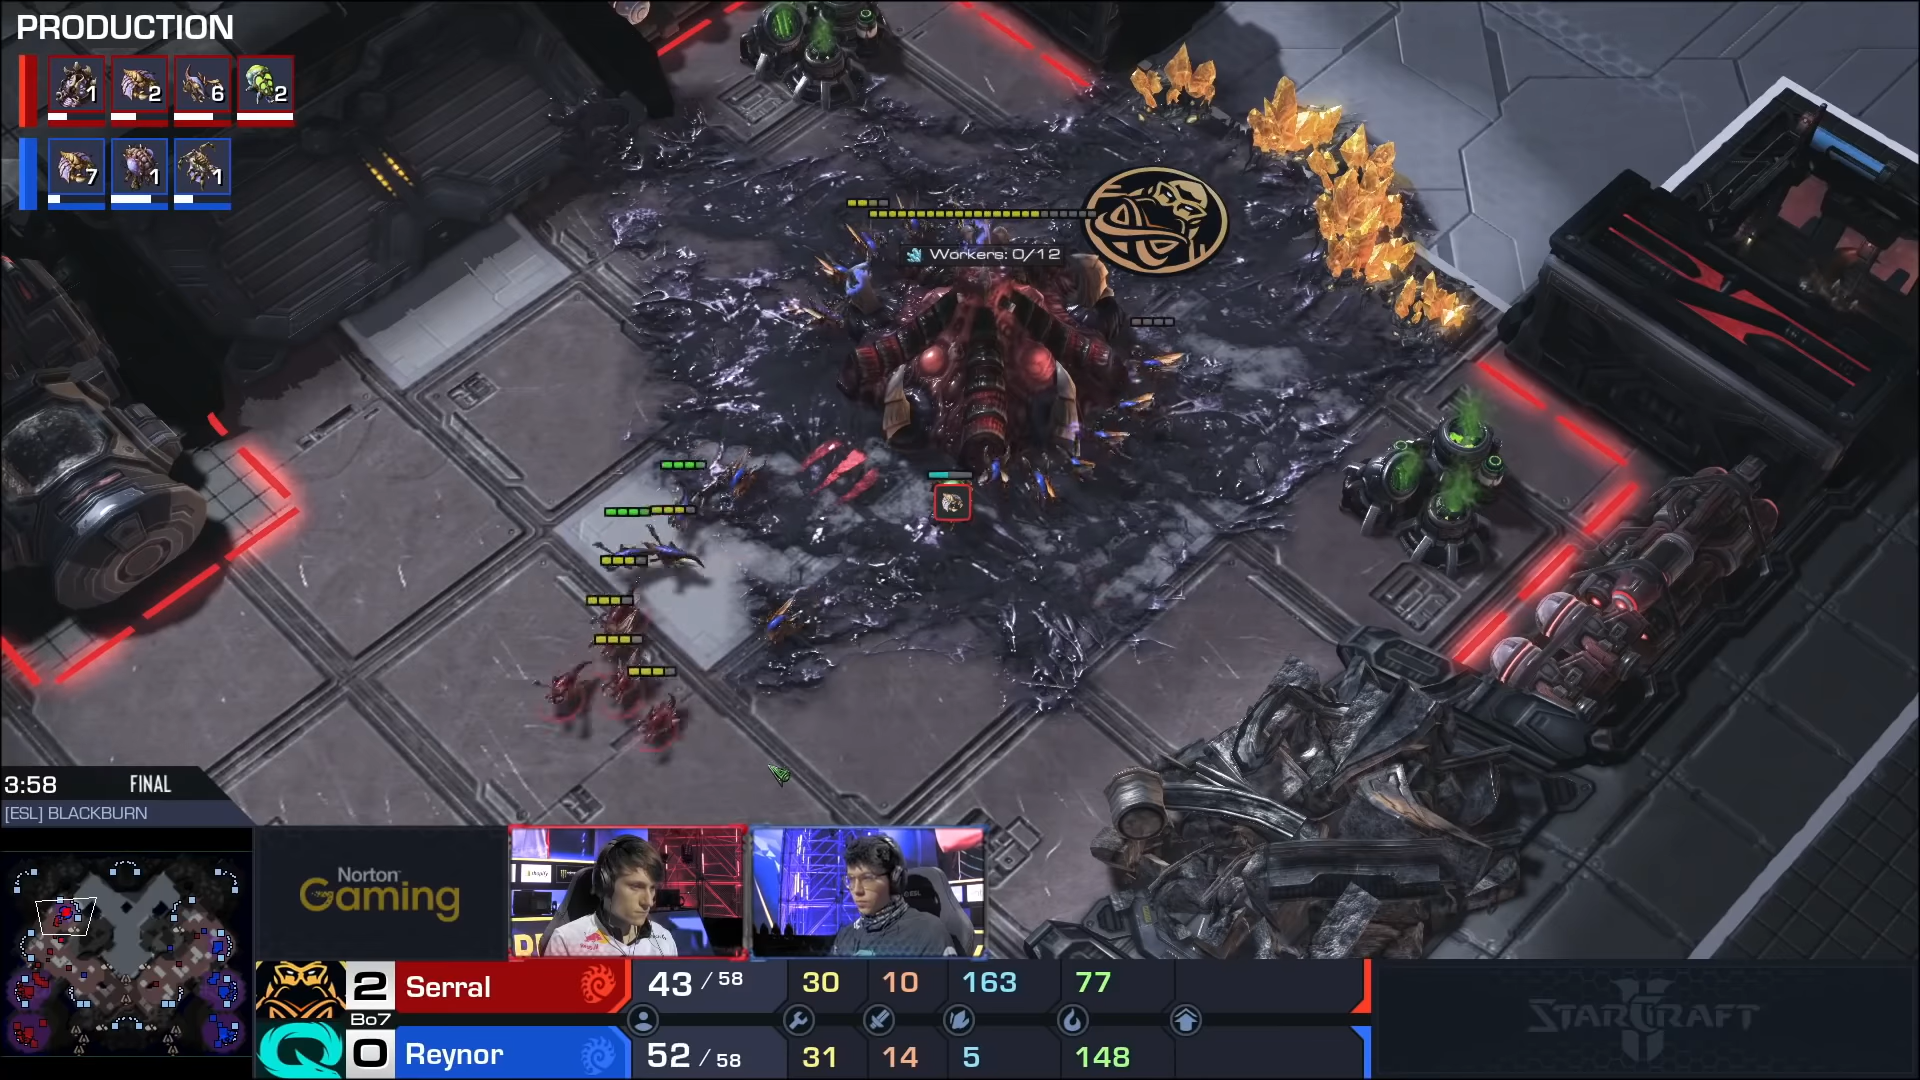 PRODUCTION
1 2 6 2
7 1 1
Workers: 0/12
3:58 FINAL
[ESL] BLACKBURN
Norton
Gaming
2 Serral 43 / 58 30 10 163 77
Bo7
0 Reynor 52 / 58 31 14 5 148
STARCRAFT
II